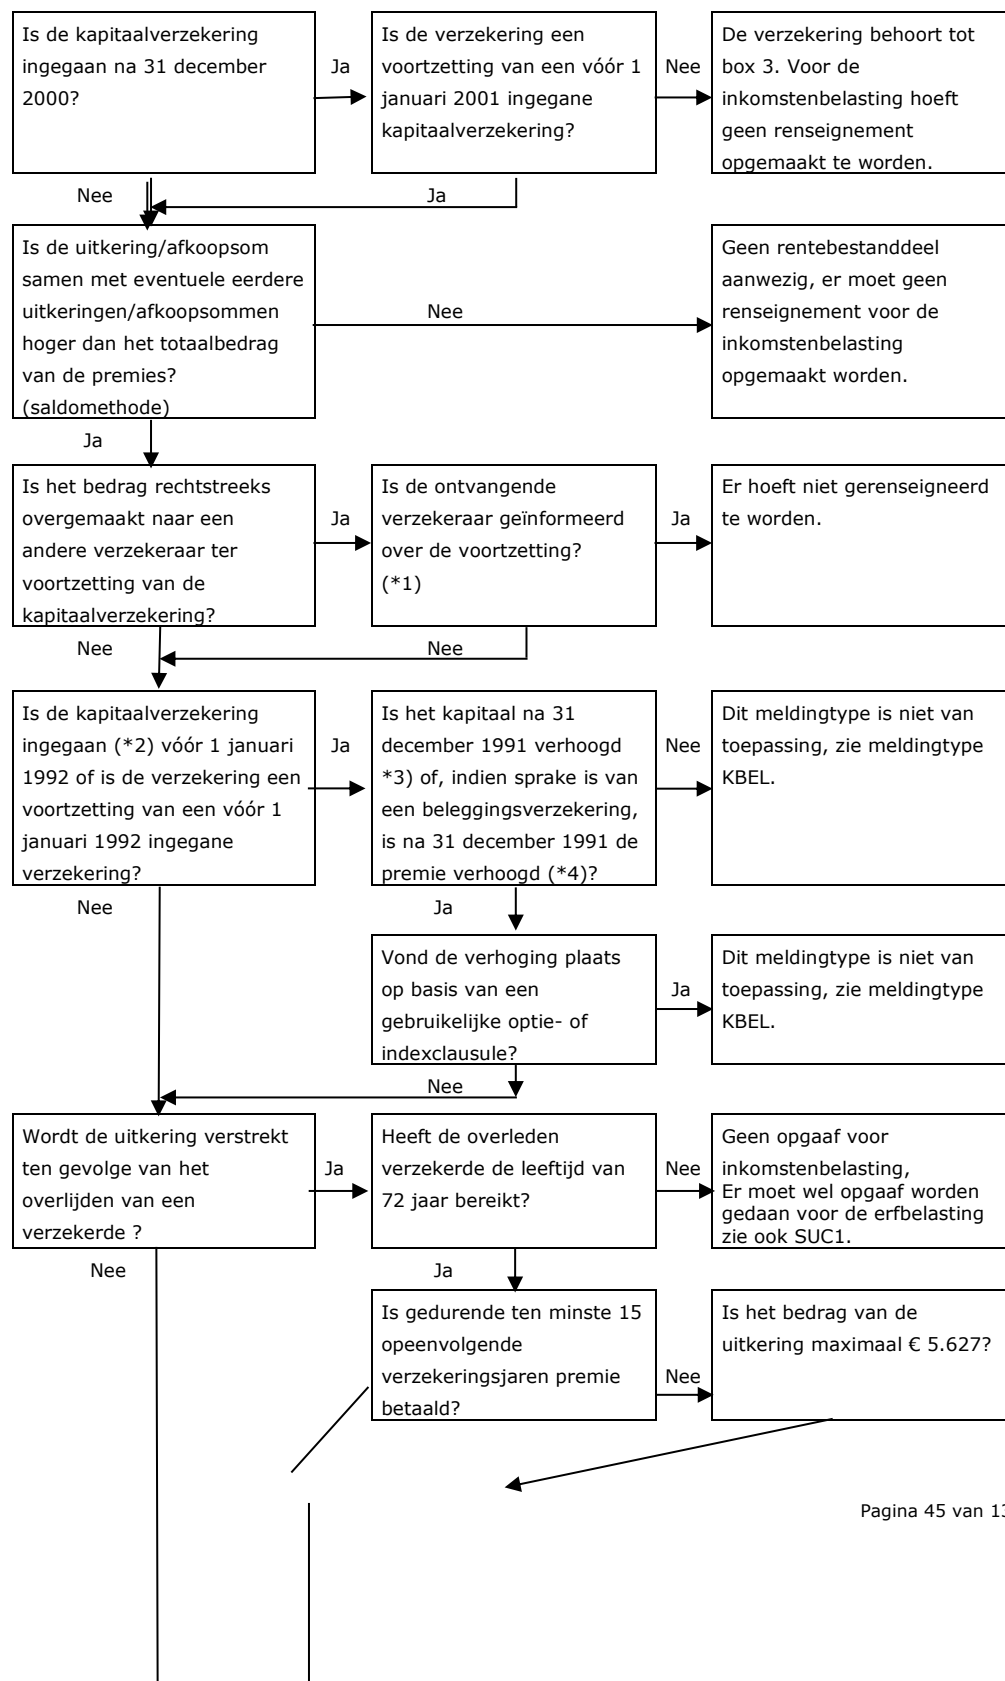 Is de kapitaalverzekering
ingegaan na 31 december
2000?
Ja
Is de verzekering een
voortzetting van een vóór 1
januari 2001 ingegane
kapitaalverzekering?
Nee
De verzekering behoort tot
box 3. Voor de
inkomstenbelasting hoeft
geen renseignement
opgemaakt te worden.
Nee
Ja
Is de uitkering/afkoopsom
samen met eventuele eerdere
uitkeringen/afkoopsommen
hoger dan het totaalbedrag
van de premies?
(saldomethode)
Nee
Geen rentebestanddeel
aanwezig, er moet geen
renseignement voor de
inkomstenbelasting
opgemaakt worden.
Ja
Is het bedrag rechtstreeks
overgemaakt naar een
andere verzekeraar ter
voortzetting van de
kapitaalverzekering?
Ja
Is de ontvangende
verzekeraar geïnformeerd
over de voortzetting?
(*1)
Ja
Er hoeft niet gerenseigneerd
te worden.
Nee
Nee
Is de kapitaalverzekering
ingegaan (*2) vóór 1 januari
1992 of is de verzekering een
voortzetting van een vóór 1
januari 1992 ingegane
verzekering?
Ja
Is het kapitaal na 31
december 1991 verhoogd
*3) of, indien sprake is van
een beleggingsverzekering,
is na 31 december 1991 de
premie verhoogd (*4)?
Nee
Dit meldingtype is niet van
toepassing, zie meldingtype
KBEL.
Nee
Ja
Vond de verhoging plaats
op basis van een
gebruikelijke optie- of
indexclausule?
Ja
Dit meldingtype is niet van
toepassing, zie meldingtype
KBEL.
Nee
Wordt de uitkering verstrekt
ten gevolge van het
overlijden van een
verzekerde ?
Ja
Heeft de overleden
verzekerde de leeftijd van
72 jaar bereikt?
Nee
Geen opgaaf voor
inkomstenbelasting,
Er moet wel opgaaf worden
gedaan voor de erfbelasting
zie ook SUC1.
Nee
Ja
Is gedurende ten minste 15
opeenvolgende
verzekeringsjaren premie
betaald?
Nee
Is het bedrag van de
uitkering maximaal € 5.627?
Pagina 45 van 13